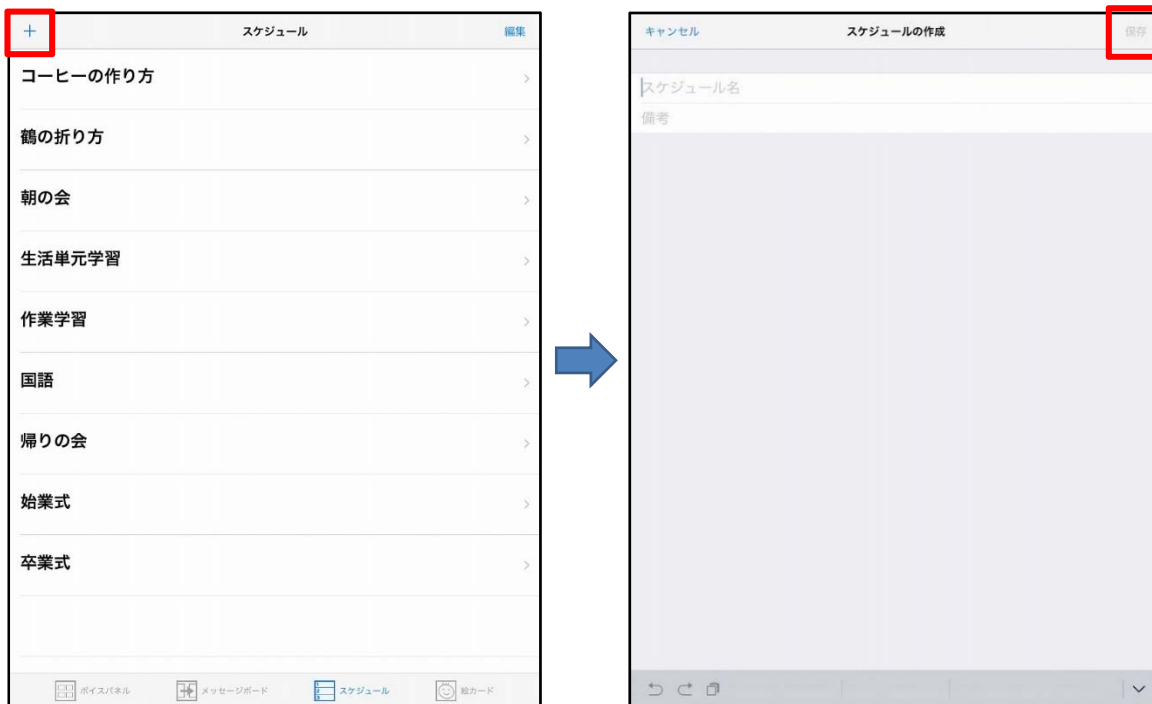 + スケジュール 編集
コーヒーの作り方
鶴の折り方
朝の会
生活単元学習
作業学習
国語
帰りの会
始業式
卒業式
ボイスパネル メッセージボード スケジュール 絵カード
キャンセル スケジュールの作成 保存
スケジュール名
備考